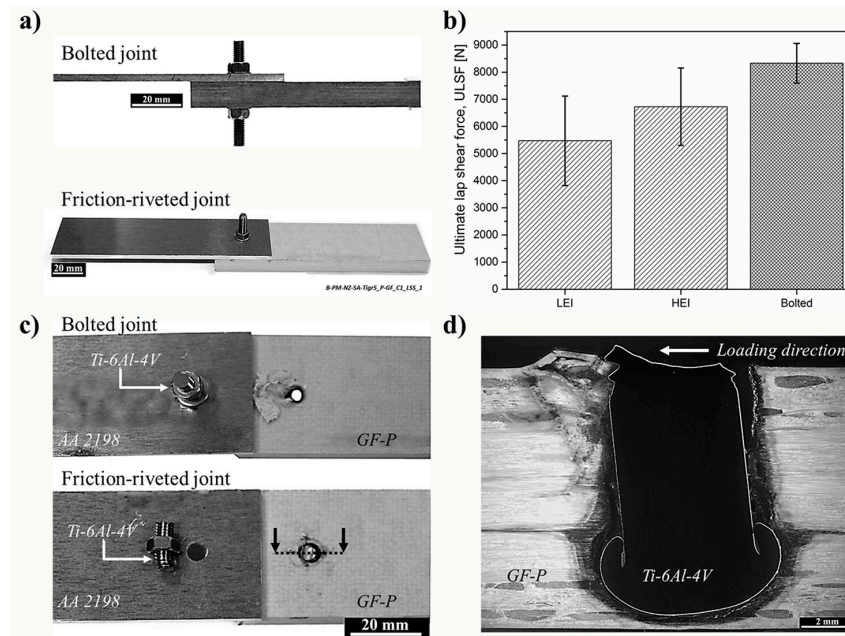 a)
Bolted joint
20 mm
Friction-riveted joint
20 mm
B-PM-NZ-SA-Tigr5_P-GF_C1_LSS_1
b)
Ultimate lap shear force, ULSF [N]
9000
8000
7000
6000
5000
4000
3000
2000
1000
0
LEI
HEI
Bolted
c)
Bolted joint
Ti-6Al-4V
AA 2198
GF-P
Friction-riveted joint
Ti-6Al-4V
AA 2198
GF-P
20 mm
d)
Loading direction
GF-P
Ti-6Al-4V
2 mm